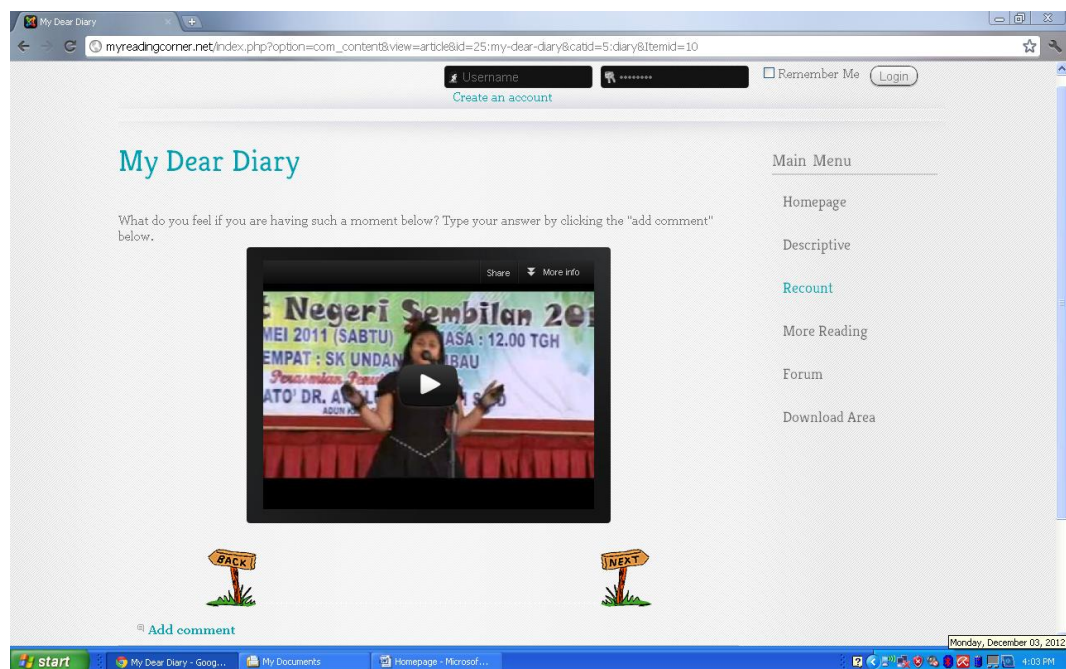 My Dear Diary
myreadingcorner.net/index.php?option=com_content&view=article&id=25:my-dear-diary&catid=5:diary&Itemid=10
Username
Remember Me
Login
Create an account
My Dear Diary
What do you feel if you are having such a moment below? Type your answer by clicking the "add comment"
below.
Share
More info
Negeri Sembilan
MEI 2011 (SABTU)
ASA : 12.00 TGH
EMPAT : SK UNDAN
BAU
ATO' DR. A
Main Menu
Homepage
Descriptive
Recount
More Reading
Forum
Download Area
BACK
NEXT
Add comment
Monday, December 03, 2012
start
My Dear Diary - Goog...
My Documents
Homepage - Microsof...
4:03 PM